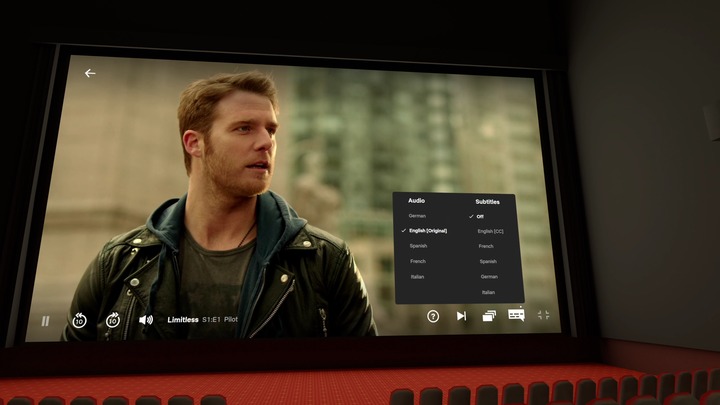 Audio
German
English [Original]
Spanish
French
Italian
Subtitles
Off
English [CC]
French
Spanish
German
Italian
10
10
Limitless S1:E1 Pilot
?